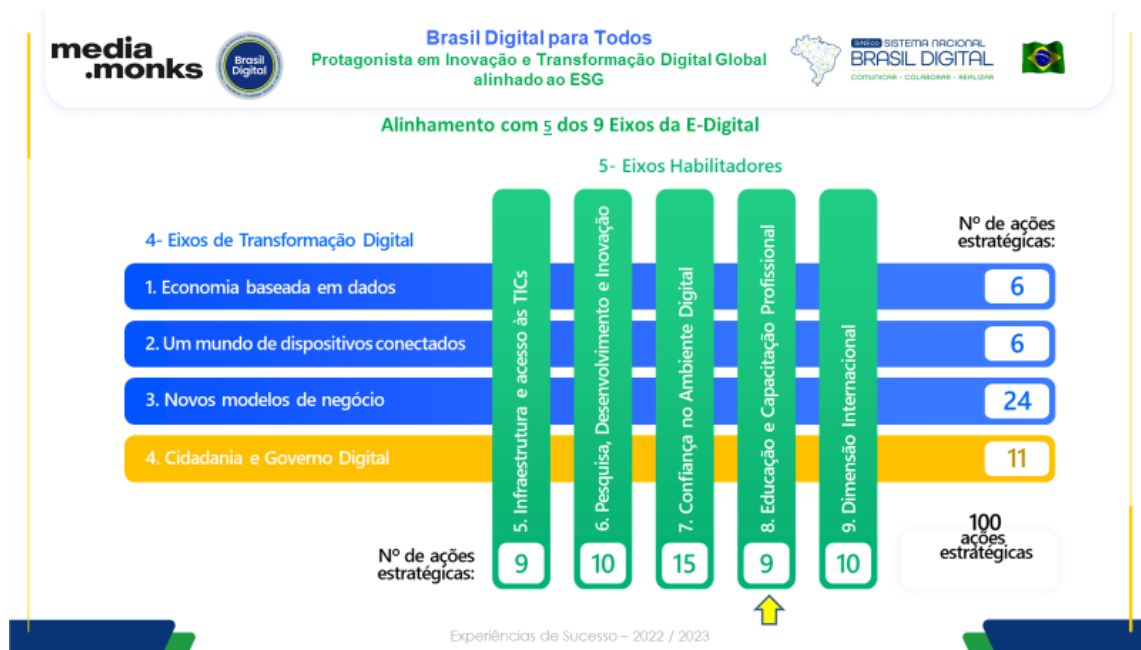 media
.monks
Brasil
Digital
Brasil Digital para Todos
Protagonista em Inovação e Transformação Digital Global
alinhado ao ESG
SISTEMA NACIONAL
BRASIL DIGITAL
COMUNICAR - COLABORAR - REALIZAR
Alinhamento com 5 dos 9 Eixos da E-Digital
5- Eixos Habilitadores
4- Eixos de Transformação Digital
Nº de ações
estratégicas:
1. Economia baseada em dados
6
2. Um mundo de dispositivos conectados
6
3. Novos modelos de negócio
24
4. Cidadania e Governo Digital
11
5. Infraestrutura e acesso às TICs
6. Pesquisa, Desenvolvimento e Inovação
7. Confiança no Ambiente Digital
8. Educação e Capacitação Profissional
9. Dimensão Internacional
Nº de ações
estratégicas:
9
10
15
9
10
100
ações
estratégicas
Experiências de Sucesso – 2022 / 2023